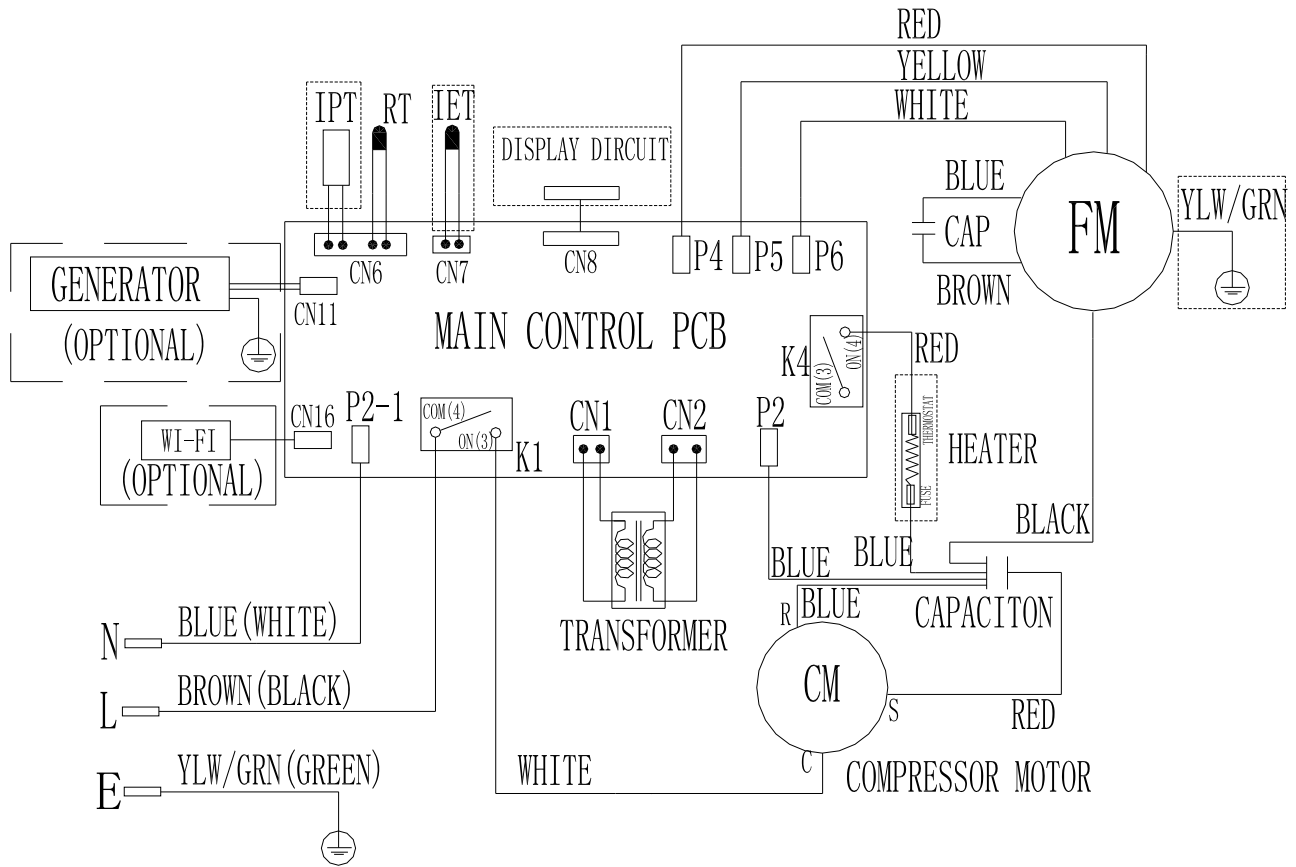 RED
YELLOW
WHITE
IPT
RT
IET
DISPLAY DIRCUIT
BLUE
CAP
BROWN
FM
YLW/GRN
CN6
CN7
CN8
P4
P5
P6
GENERATOR
(OPTIONAL)
CN11
MAIN CONTROL PCB
K4
COM(3)
ON(4)
RED
THERMOSTAT
FUSE
HEATER
WI-FI
(OPTIONAL)
CN16
P2-1
COM(4)
ON(3)
K1
CN1
CN2
P2
BLACK
BLUE
BLUE
R
BLUE
CAPACITON
TRANSFORMER
N
BLUE(WHITE)
L
BROWN(BLACK)
CM
S
RED
C
E
YLW/GRN(GREEN)
WHITE
COMPRESSOR MOTOR